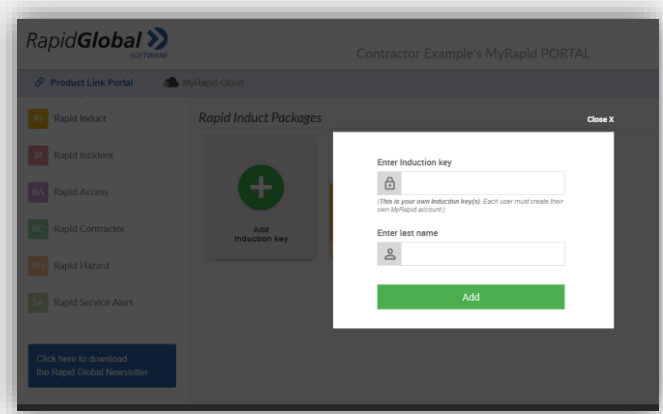 RapidGlobal
SOFTWARE
Contractor Example's MyRapid PORTAL
Product Link Portal
MyRapid Cloud
RI Rapid Induct
IR Rapid Incident
RA Rapid Access
RC Rapid Contractor
RH Rapid Hazard
SA Rapid Service Alert
Click here to download
the Rapid Global Newsletter
Rapid Induct Packages
Add
Induction key
Close X
Enter Induction key
(This is your own Induction key(s). Each user must create their
own MyRapid account.)
Enter last name
Add